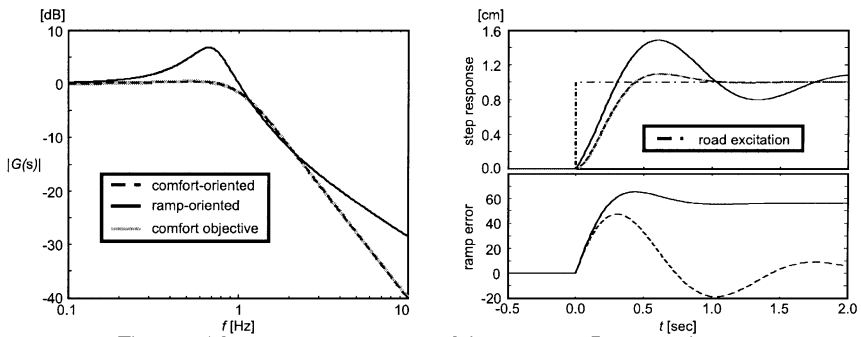 [dB]
10
0
-10
|G(s)|
-20
-30
-40
0.1
1
10
f [Hz]
comfort-oriented
ramp-oriented
comfort objective
[cm]
1.6
1.2
0.8
0.4
0.0
step response
road excitation
60
40
20
0
-20
ramp error
-0.5
0.0
0.5
1.0
1.5
2.0
t [sec]